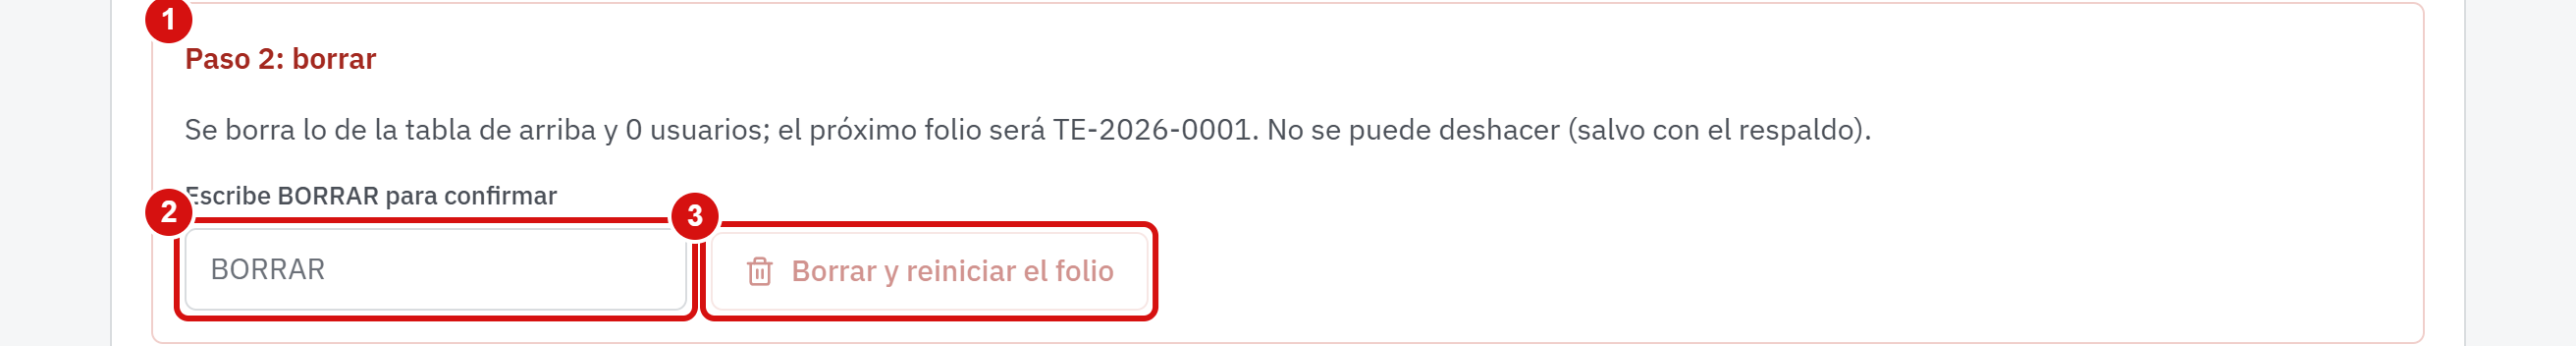 1
Paso 2: borrar
Se borra lo de la tabla de arriba y 0 usuarios; el próximo folio será TE-2026-0001. No se puede deshacer (salvo con el respaldo).
Escribe BORRAR para confirmar
2
BORRAR
3
Borrar y reiniciar el folio